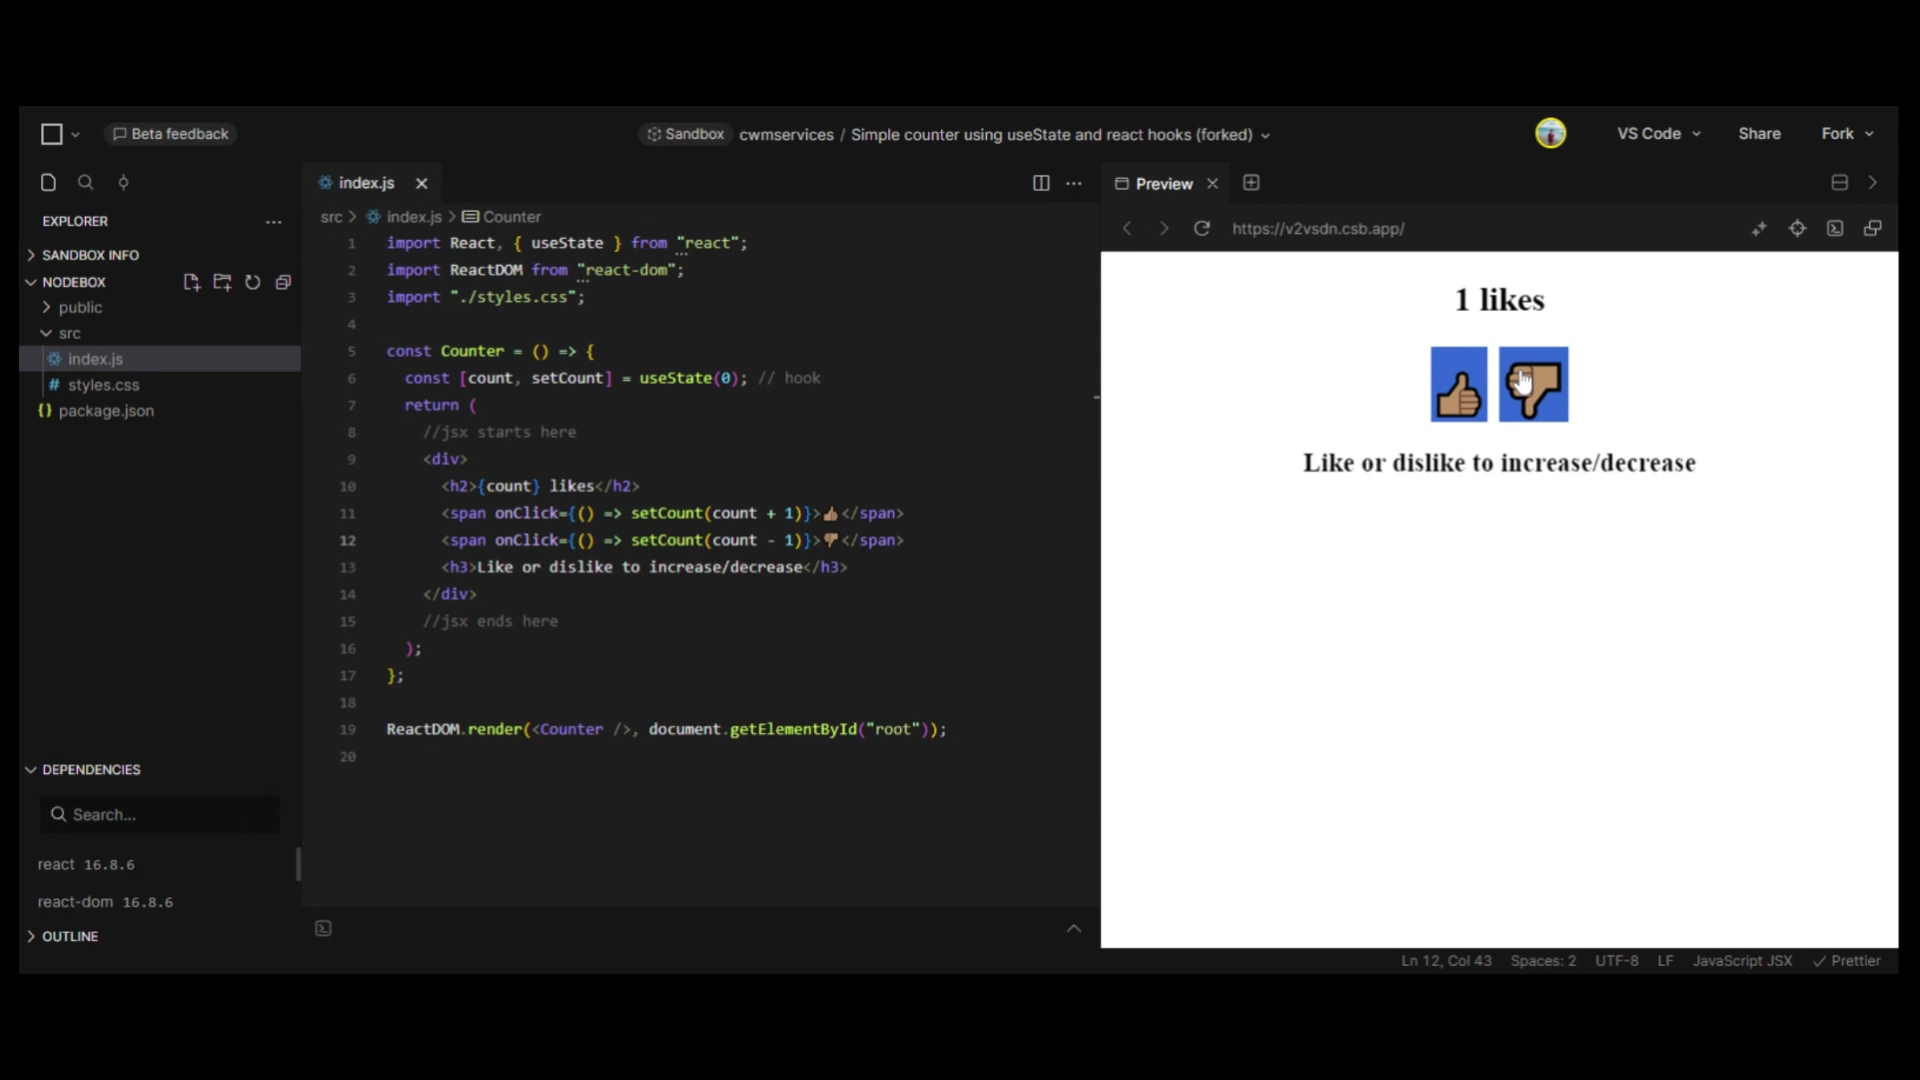 Beta feedback
Sandbox cwmservices / Simple counter using useState and react hooks (forked)
VS Code
Share
Fork
EXPLORER
SANDBOX INFO
NODEBOX
public
src
index.js
# styles.css
{} package.json
DEPENDENCIES
Search...
react 16.8.6
react-dom 16.8.6
OUTLINE
index.js
src > index.js > Counter
1 import React, { useState } from "react";
2 import ReactDOM from "react-dom";
3 import "./styles.css";
4
5 const Counter = () => {
6 const [count, setCount] = useState(0); // hook
7 return (
8 //jsx starts here
9 <div>
10 <h2>{count} likes</h2>
11 <span onClick={() => setCount(count + 1)}>👍🏽</span>
12 <span onClick={() => setCount(count - 1)}>👎🏽</span>
13 <h3>Like or dislike to increase/decrease</h3>
14 </div>
15 //jsx ends here
16 );
17 };
18
19 ReactDOM.render(<Counter />, document.getElementById("root"));
20
Preview
https://v2vsdn.csb.app/
1 likes
Like or dislike to increase/decrease
Ln 12, Col 43 Spaces: 2 UTF-8 LF JavaScript JSX Prettier